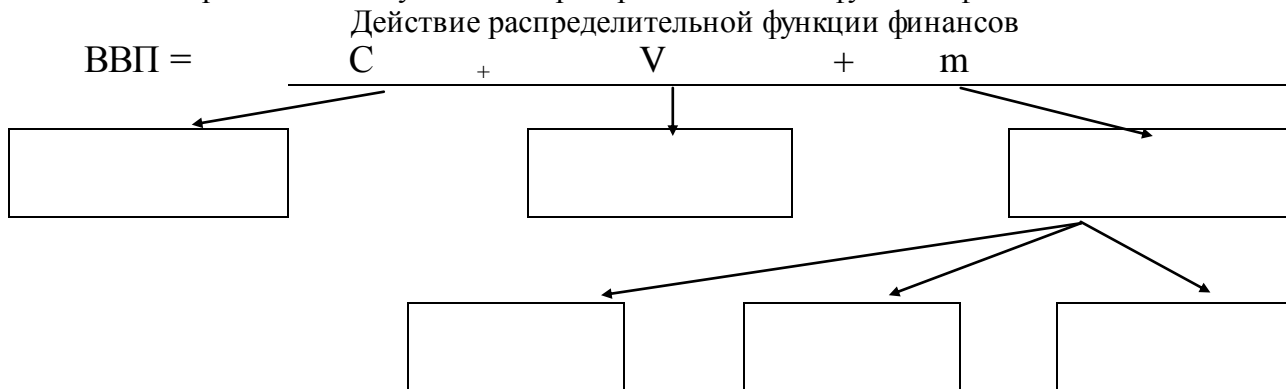 Действие распределительной функции финансов
ВВП = С + V + m